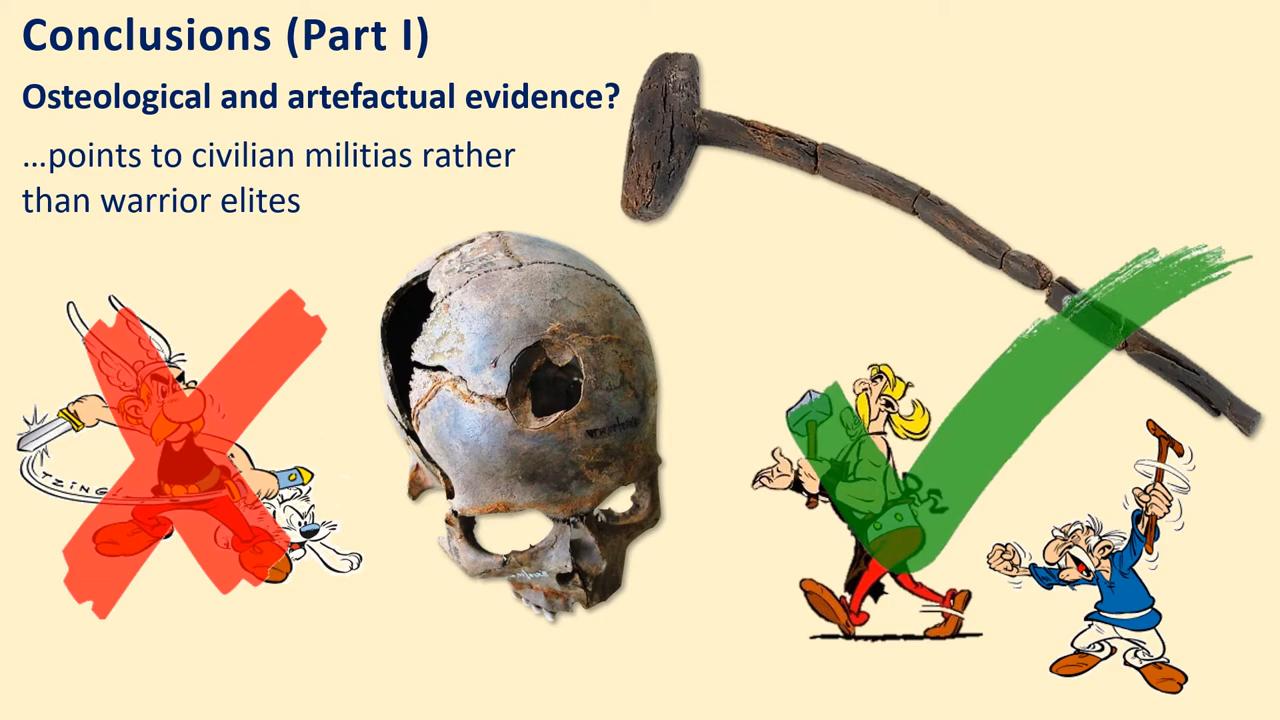 Conclusions (Part I)
Osteological and artefactual evidence?
...points to civilian militias rather
than warrior elites
TZING